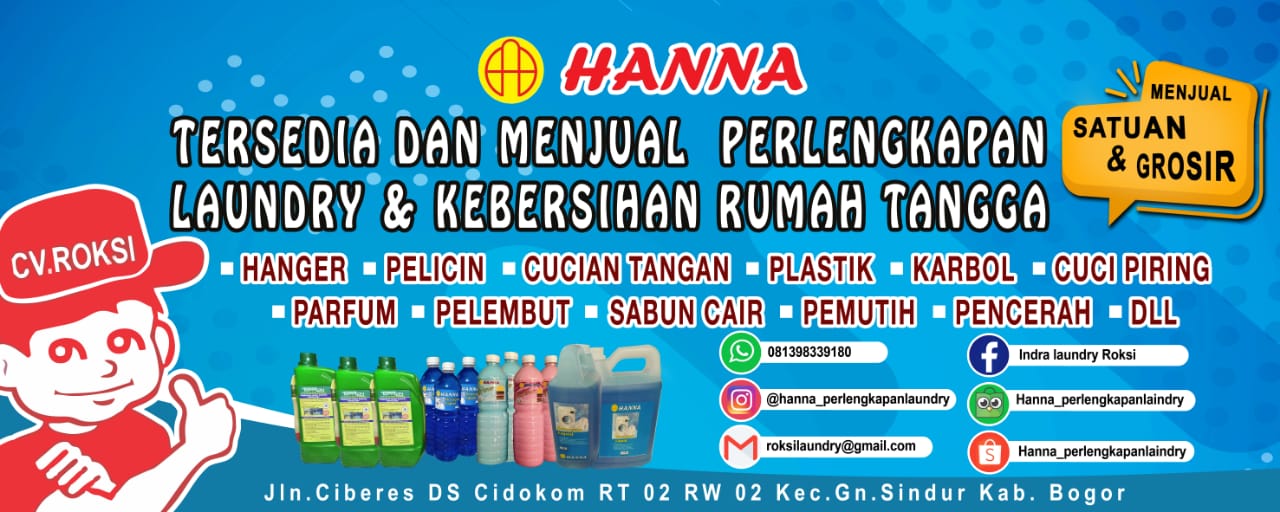 HANNA
TERSEDIA DAN MENJUAL PERLENGKAPAN
LAUNDRY & KEBERSIHAN RUMAH TANGGA
MENJUAL
SATUAN
& GROSIR
CV.ROKSI
HANGER ▪ PELICIN ▪ CUCIAN TANGAN ▪ PLASTIK ▪ KARBOL ▪ CUCI PIRING
PARFUM ▪ PELEMBUT ▪ SABUN CAIR ▪ PEMUTIH ▪ PENCERAH ▪ DLL
081398339180
@hanna_perlengkapanlaundry
roksilaundry@gmail.com
Indra laundry Roksi
Hanna_perlengkapanlaindry
Hanna_perlengkapanlaindry
HANNA
HANNA
Jln.Ciberes DS Cidokom RT 02 RW 02 Kec.Gn.Sindur Kab. Bogor